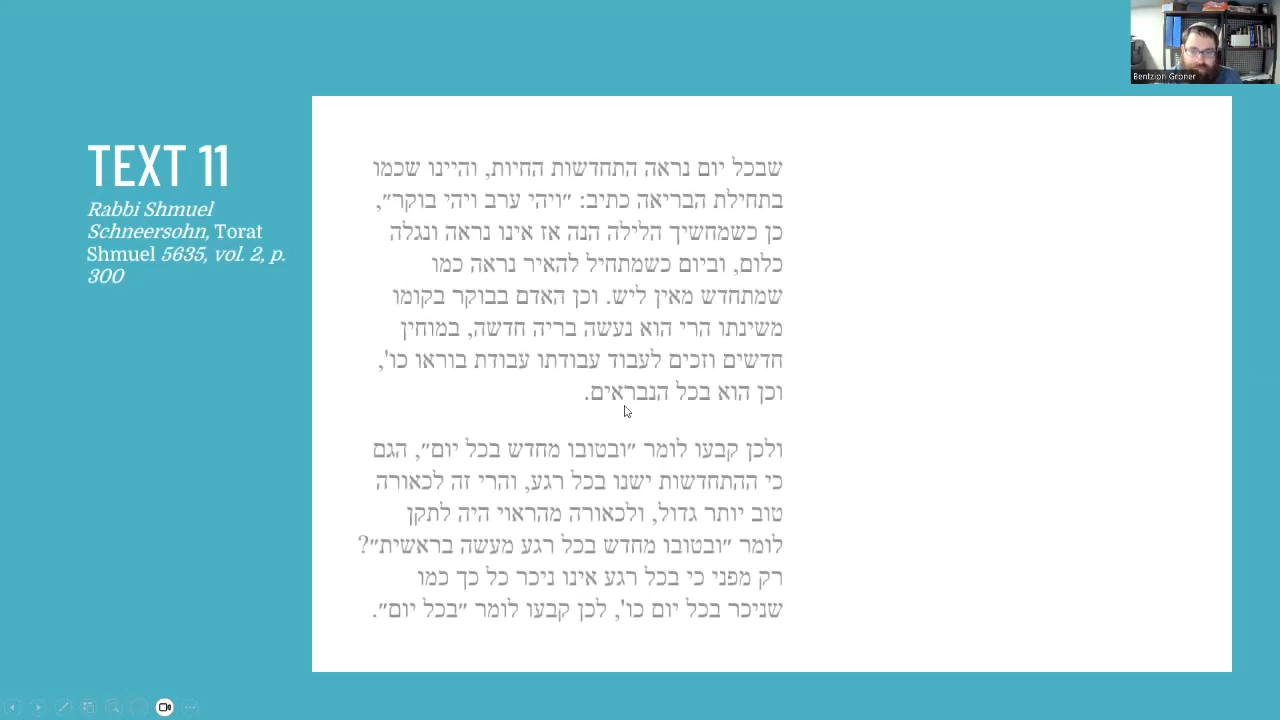 Bentzion Groner
TEXT 11
Rabbi Shmuel
Schneersohn, Torat
Shmuel 5635, vol. 2, p.
300
שבכל יום נראה התחדשות החיות, והיינו שכמו
בתחילת הבריאה כתיב: ״ויהי ערב ויהי בוקר״,
כן כשמחשיך הלילה הנה אז אינו נראה ונגלה
כלום, וביום כשמתחיל להאיר נראה כמו
שמתחדש מאין ליש. וכן האדם בבוקר בקומו
משינתו הרי הוא נעשה בריה חדשה, במוחין
חדשים וזכים לעבוד עבודתו עבודת בוראו כו',
וכן הוא בכל הנבראים.
ולכן קבעו לומר ״ובטובו מחדש בכל יום״, הגם
כי ההתחדשות ישנו בכל רגע, והרי זה לכאורה
טוב יותר גדול, ולכאורה מהראוי היה לתקן
לומר ״ובטובו מחדש בכל רגע מעשה בראשית״?
רק מפני כי בכל רגע אינו ניכר כל כך כמו
שניכר בכל יום כו', לכן קבעו לומר ״בכל יום״.